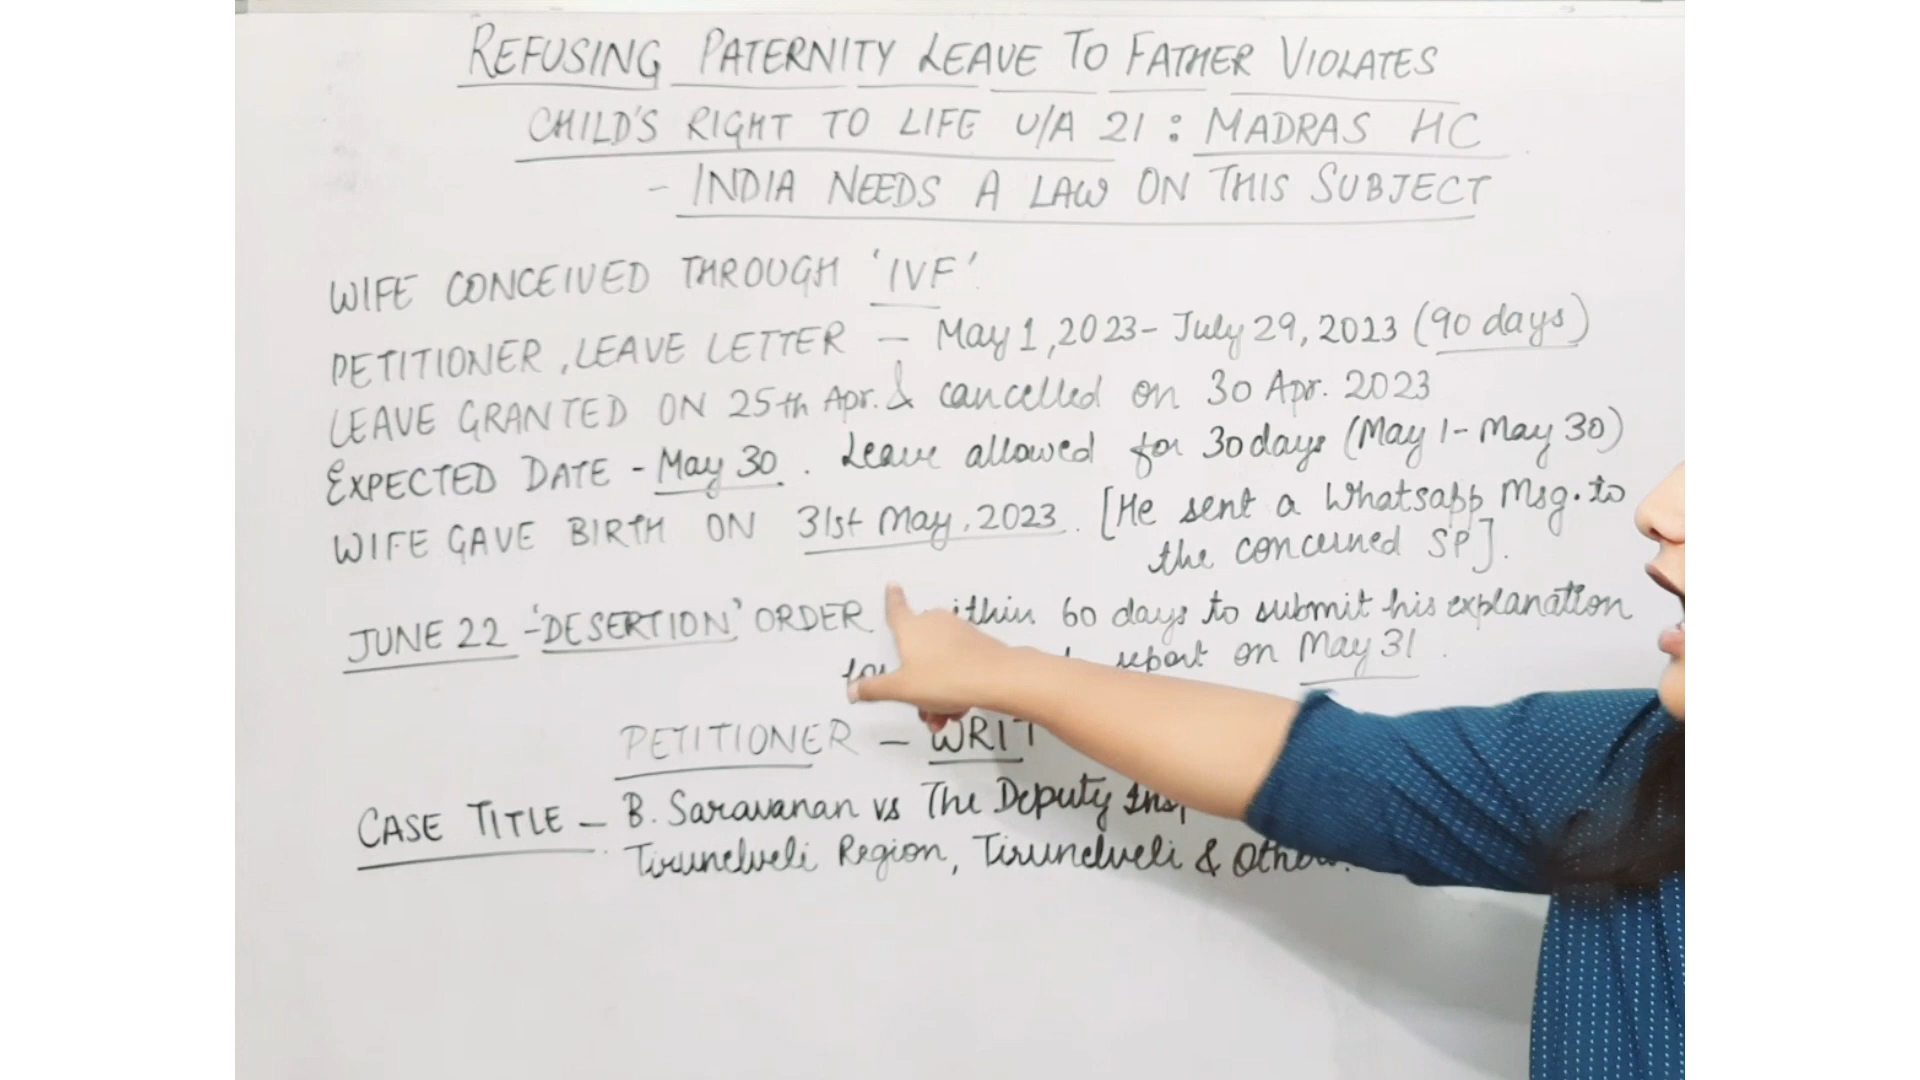 REFUSING PATERNITY LEAVE TO FATHER VIOLATES
CHILD'S RIGHT TO LIFE U/A 21 : MADRAS HC
- INDIA NEEDS A LAW ON THIS SUBJECT
WIFE CONCEIVED THROUGH 'IVF'
PETITIONER, LEAVE LETTER - May 1, 2023 - July 29, 2023 (90 days)
LEAVE GRANTED ON 25th Apr. & cancelled on 30 Apr. 2023
EXPECTED DATE - May 30. Leave allowed for 30 days (May 1 - May 30)
WIFE GAVE BIRTH ON 31st May, 2023. [He sent a Whatsapp Msg. to
the concerned SP].
JUNE 22 - 'DESERTION' ORDER 60 days to submit his explanation
report on May 31.
PETITIONER - WRIT
CASE TITLE - B. Saravanan vs The Deputy
Tirunelveli Region, Tirunelveli &